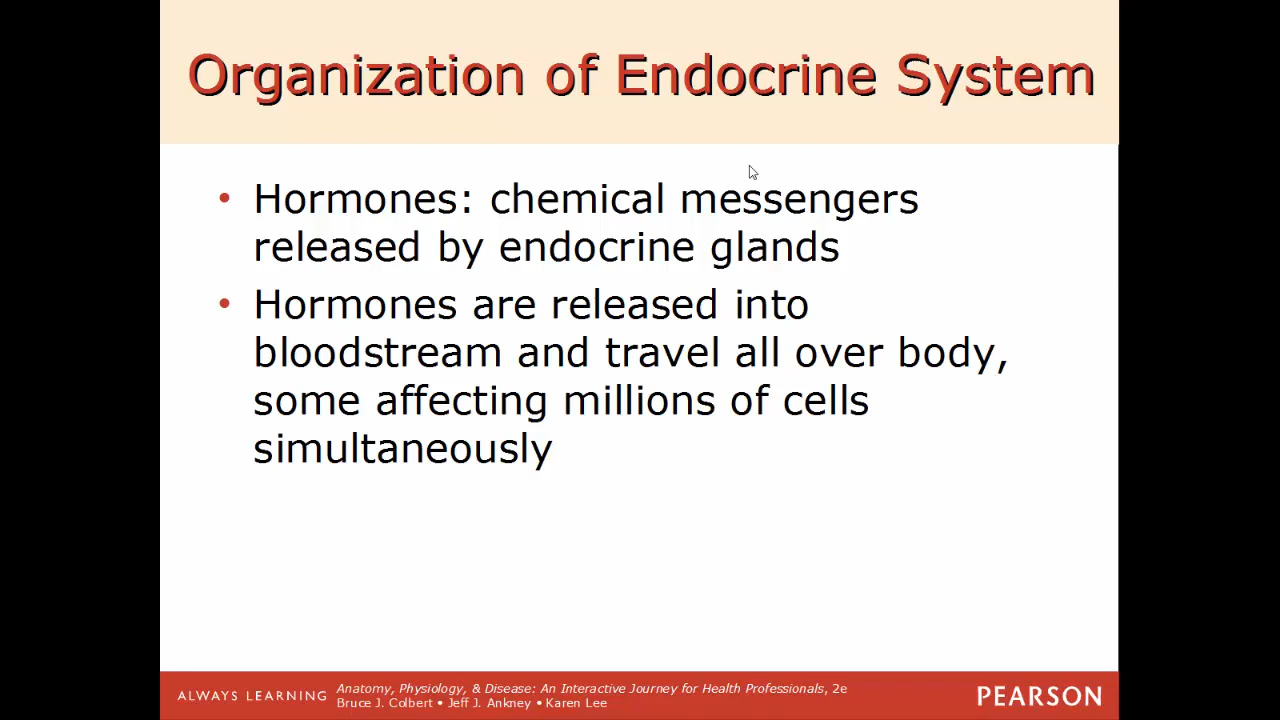 Organization of Endocrine System
• Hormones: chemical messengers
released by endocrine glands
• Hormones are released into
bloodstream and travel all over body,
some affecting millions of cells
simultaneously
ALWAYS LEARNING
Anatomy, Physiology, & Disease: An Interactive Journey for Health Professionals, 2e
Bruce J. Colbert • Jeff J. Ankney • Karen Lee
PEARSON